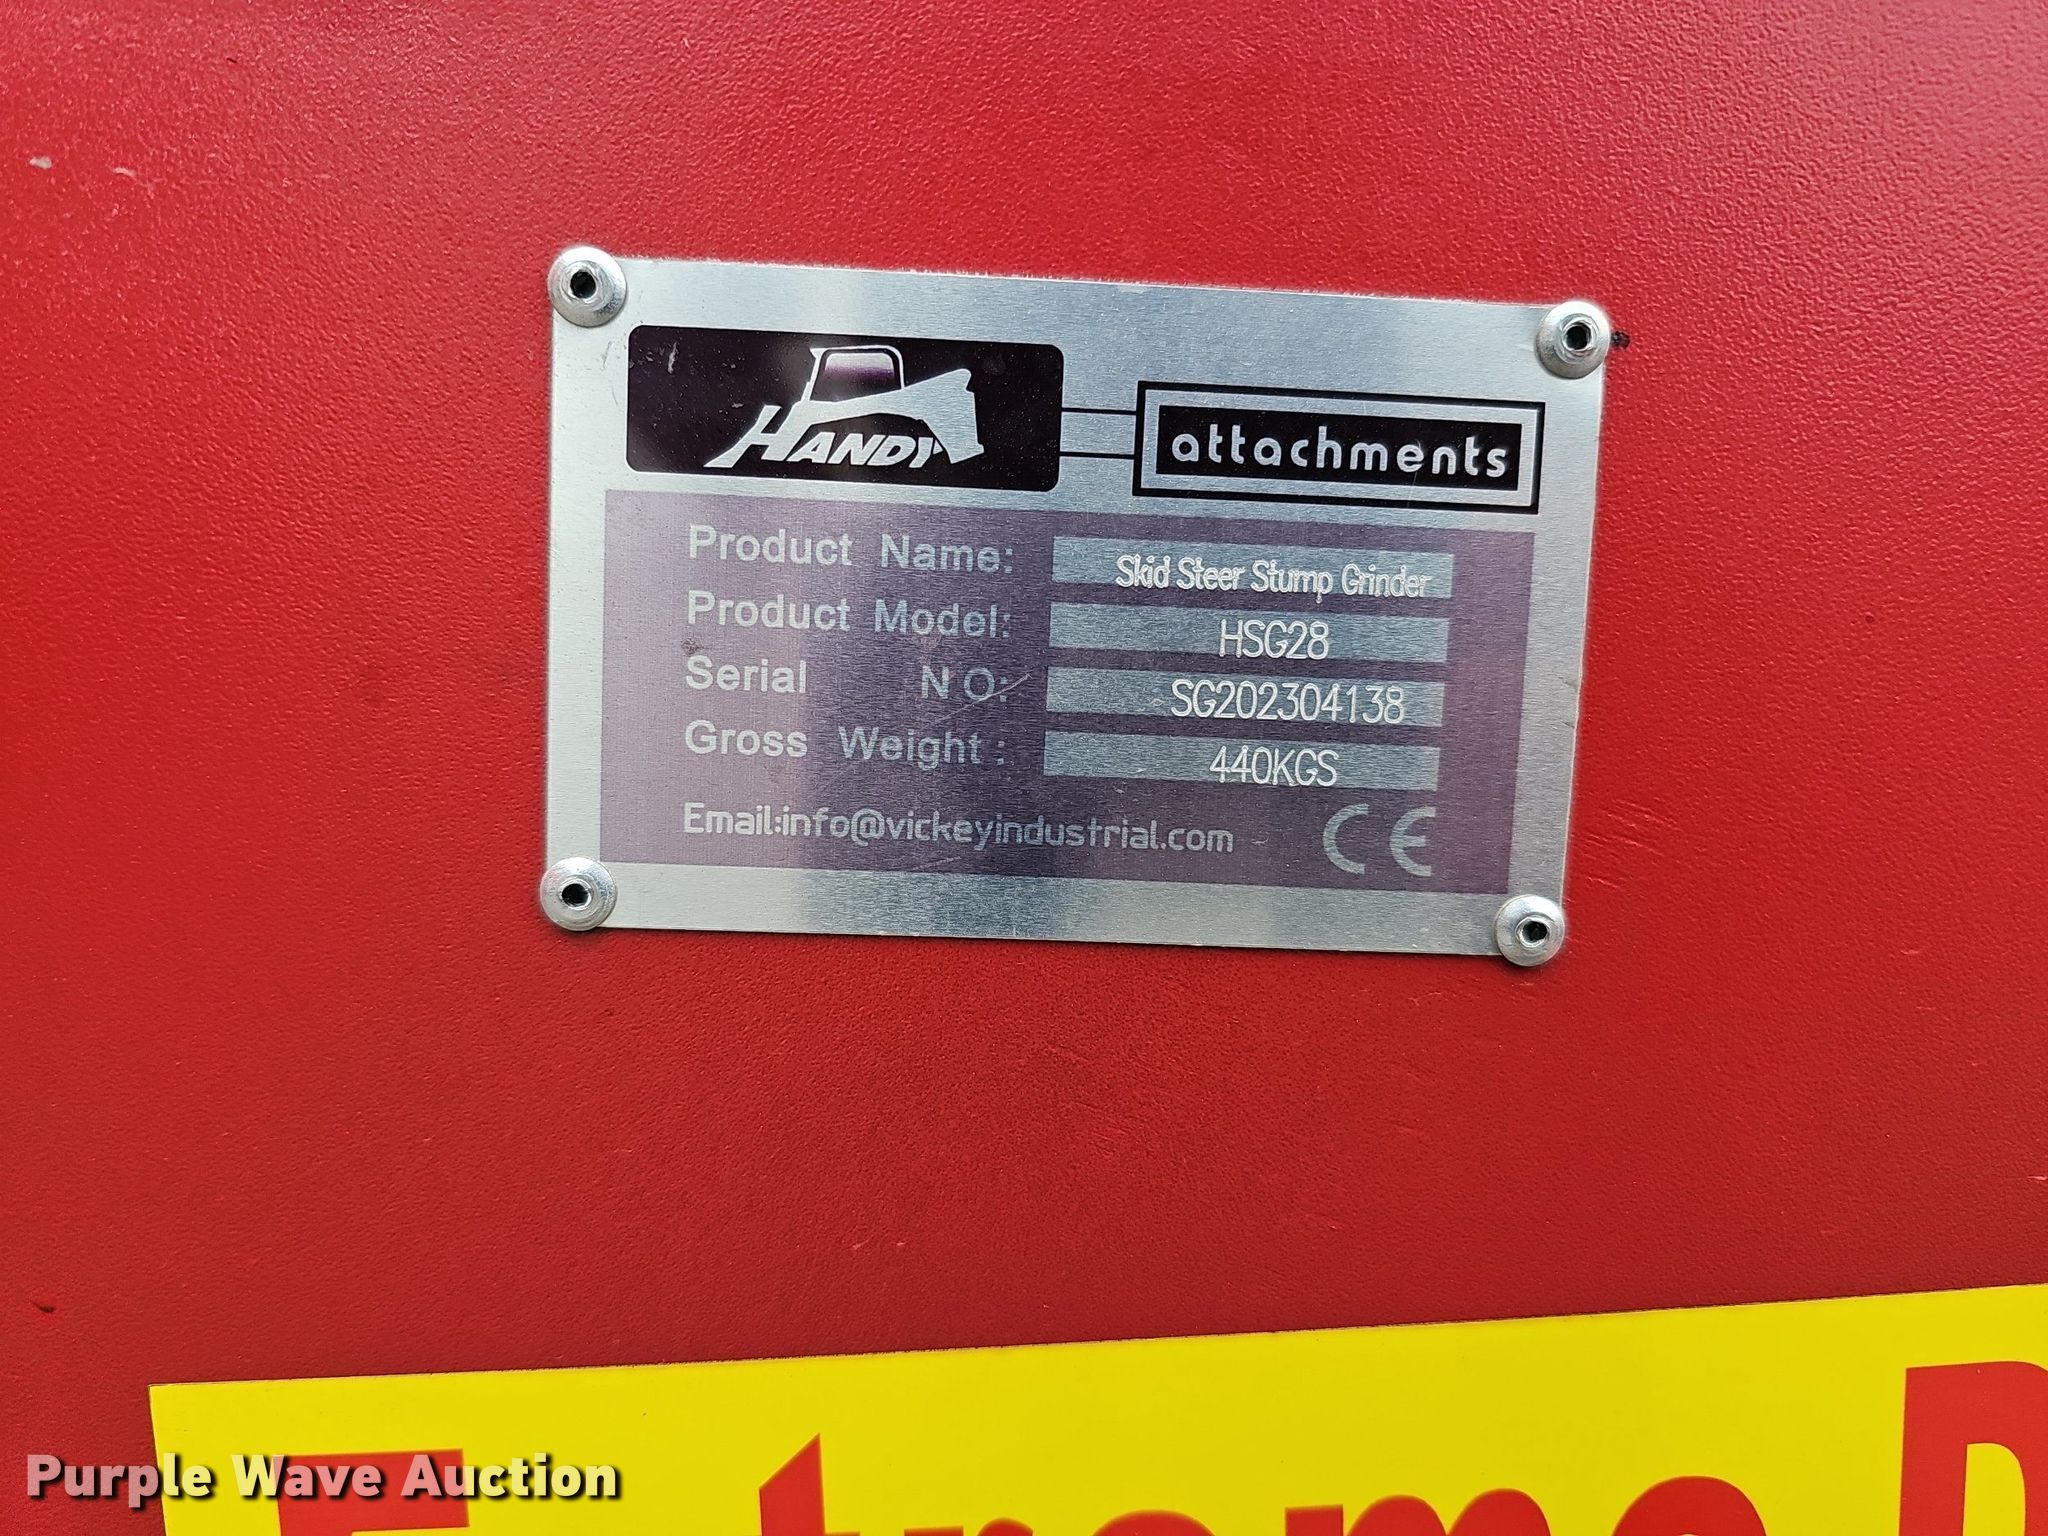 HANDY
attachments
Product Name: Skid Steer Stump Grinder
Product Model: HSG28
Serial NO: SG202304138
Gross Weight: 440KGS
Email:info@vickeyindustrial.com CE
Purple Wave Auction